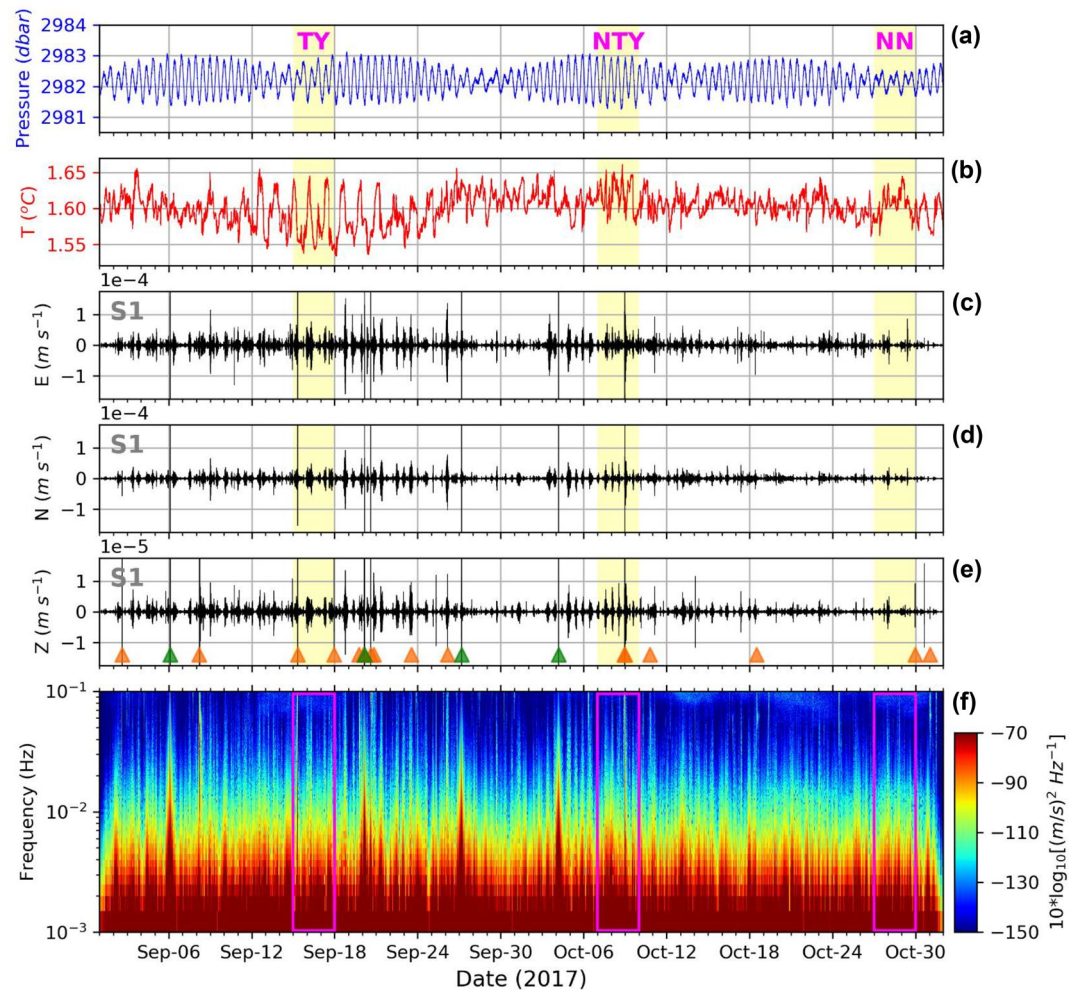 2984
2983
2982
2981
Pressure (dbar)
TY
NTY
NN
(a)
1.65
1.60
1.55
T (°C)
(b)
1e−4
1
0
−1
E (m s⁻¹)
S1
(c)
1e−4
1
0
−1
N (m s⁻¹)
S1
(d)
1e−5
1
0
−1
Z (m s⁻¹)
S1
(e)
10⁻¹
10⁻²
10⁻³
Frequency (Hz)
(f)
−70
−90
−110
−130
−150
10*log₁₀[(m/s)² Hz⁻¹]
Sep-06 Sep-12 Sep-18 Sep-24 Sep-30 Oct-06 Oct-12 Oct-18 Oct-24 Oct-30
Date (2017)